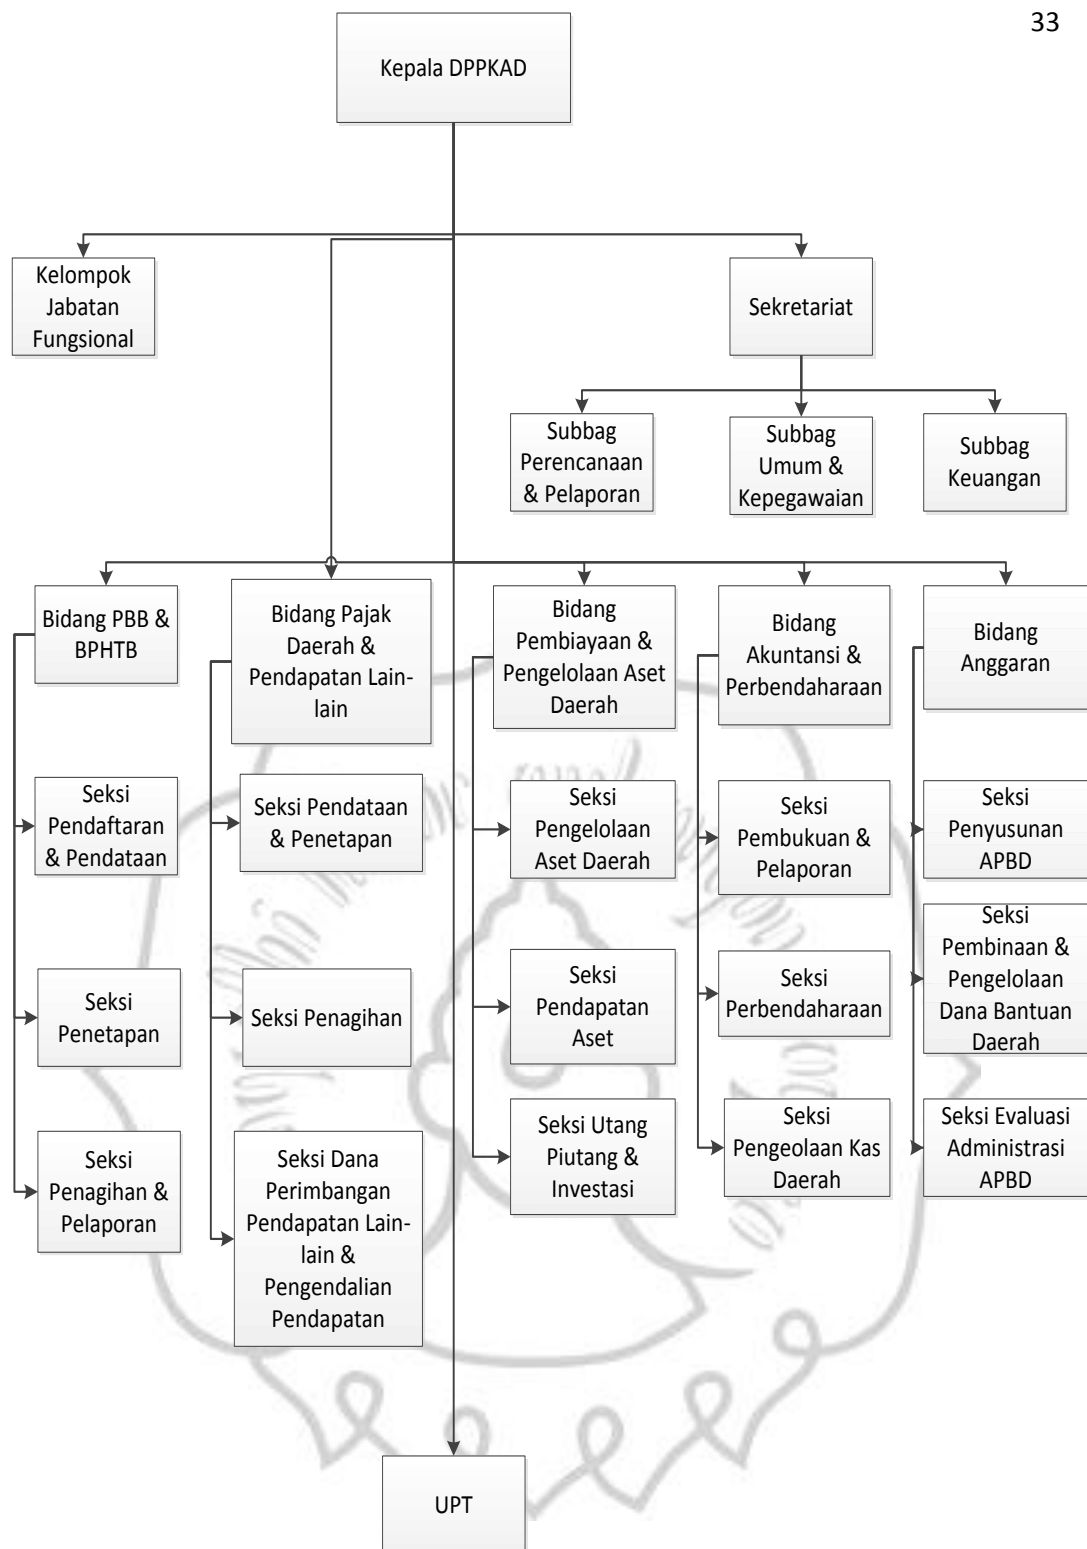 33
Kepala DPPKAD
Kelompok
Jabatan
Fungsional
Sekretariat
Subbag
Perencanaan
& Pelaporan
Subbag
Umum &
Kepegawaian
Subbag
Keuangan
Bidang PBB &
BPHTB
Bidang Pajak
Daerah &
Pendapatan Lain-
lain
Bidang
Pembiayaan &
Pengelolaan Aset
Daerah
Bidang
Akuntansi &
Perbendaharaan
Bidang
Anggaran
Seksi
Pendaftaran
& Pendataan
Seksi Pendataan
& Penetapan
Seksi
Pengelolaan
Aset Daerah
Seksi
Pembukuan &
Pelaporan
Seksi
Penyusunan
APBD
Seksi
Penetapan
Seksi Penagihan
Seksi
Pendapatan
Aset
Seksi
Perbendaharaan
Seksi
Pembinaan &
Pengelolaan
Dana Bantuan
Daerah
Seksi
Penagihan &
Pelaporan
Seksi Dana
Perimbangan
Pendapatan Lain-
lain &
Pengendalian
Pendapatan
Seksi Utang
Piutang &
Investasi
Seksi
Pengeolaan Kas
Daerah
Seksi Evaluasi
Administrasi
APBD
UPT